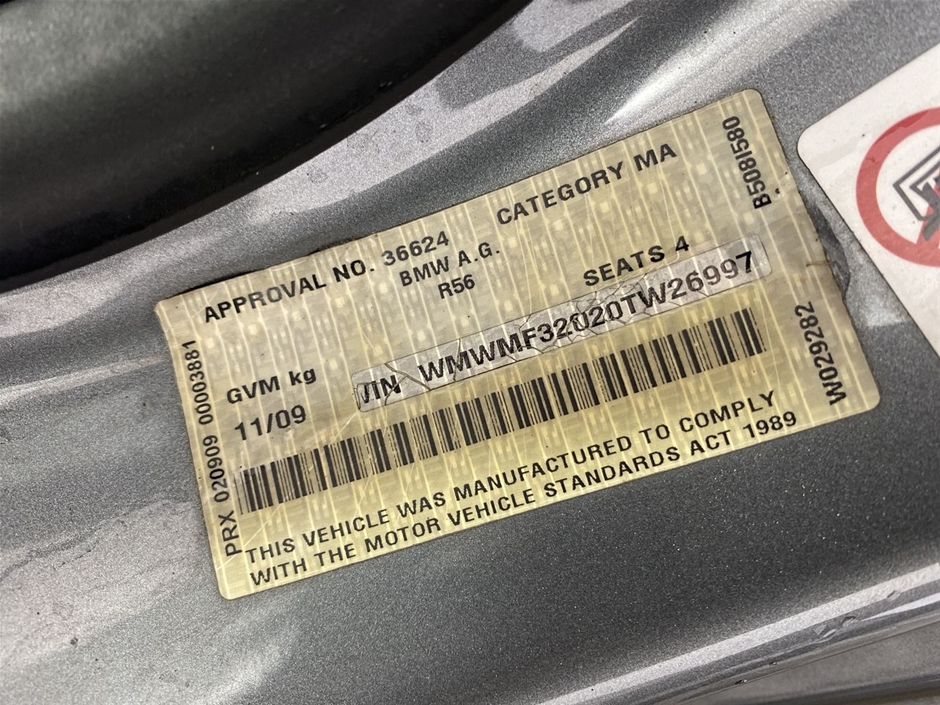 APPROVAL NO. 36624
CATEGORY MA
BMW A.G.
R56
SEATS 4
GVM kg
11/09
VIN WMWMF32020TW26997
THIS VEHICLE WAS MANUFACTURED TO COMPLY
WITH THE MOTOR VEHICLE STANDARDS ACT 1989
PRX 020909 00003881
B508I580
W029282